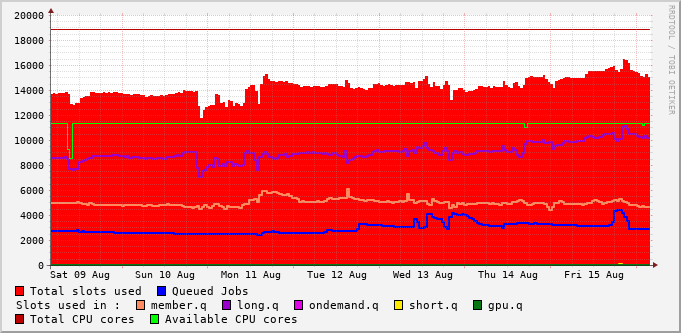 RRDTOOL / TOBI OETIKER
20000
18000
16000
14000
12000
10000
8000
6000
4000
2000
0
Sat 09 Aug Sun 10 Aug Mon 11 Aug Tue 12 Aug Wed 13 Aug Thu 14 Aug Fri 15 Aug
Total slots used Queued Jobs
Slots used in : member.q long.q ondemand.q short.q gpu.q
Total CPU cores Available CPU cores